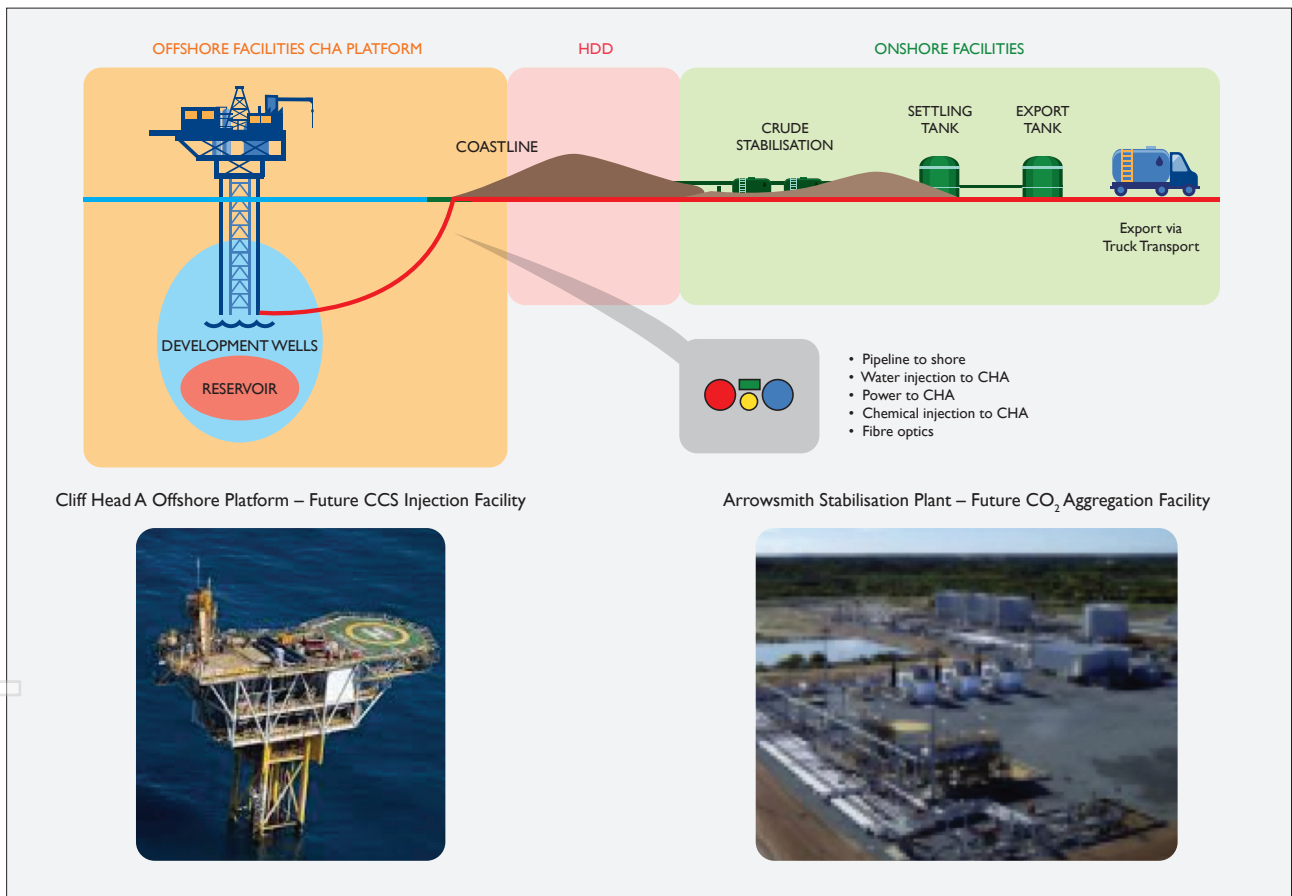 OFFSHORE FACILITIES CHA PLATFORM
HDD
ONSHORE FACILITIES
COASTLINE
CRUDE
STABILISATION
SETTLING
TANK
EXPORT
TANK
Export via
Truck Transport
DEVELOPMENT WELLS
RESERVOIR
• Pipeline to shore
• Water injection to CHA
• Power to CHA
• Chemical injection to CHA
• Fibre optics
Cliff Head A Offshore Platform – Future CCS Injection Facility
Arrowsmith Stabilisation Plant – Future CO₂ Aggregation Facility
H